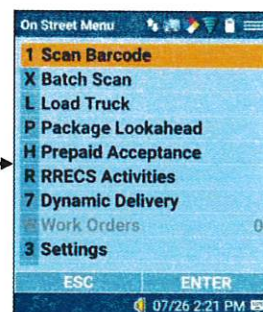 On Street Menu
1 Scan Barcode
X Batch Scan
L Load Truck
P Package Lookahead
H Prepaid Acceptance
R RRECS Activities
7 Dynamic Delivery
W Work Orders 0
3 Settings
ESC ENTER
07/26 2:21 PM